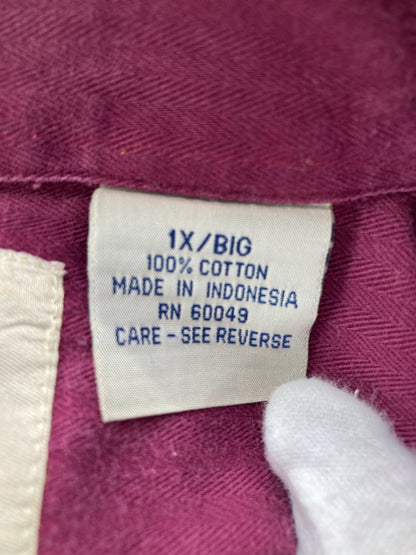 1X/BIG
100% COTTON
MADE IN INDONESIA
RN 60049
CARE - SEE REVERSE